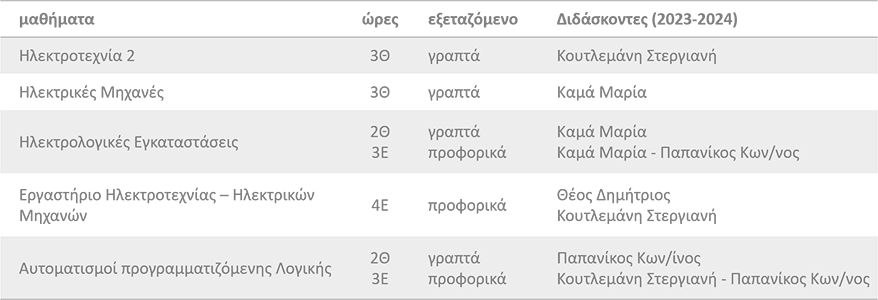 μαθήματα ώρες εξεταζόμενο Διδάσκοντες (2023-2024)
Ηλεκτροτεχνία 2 3Θ γραπτά Κουτλεμάνη Στεργιανή
Ηλεκτρικές Μηχανές 3Θ γραπτά Καμά Μαρία
Ηλεκτρολογικές Εγκαταστάσεις 2Θ γραπτά Καμά Μαρία
3Ε προφορικά Καμά Μαρία - Παπανίκος Κων/νος
Εργαστήριο Ηλεκτροτεχνίας – Ηλεκτρικών
Μηχανών 4Ε προφορικά Θέος Δημήτριος
Κουτλεμάνη Στεργιανή
Αυτοματισμοί προγραμματιζόμενης Λογικής 2Θ γραπτά Παπανίκος Κων/ίνος
3Ε προφορικά Κουτλεμάνη Στεργιανή - Παπανίκος Κων/νος